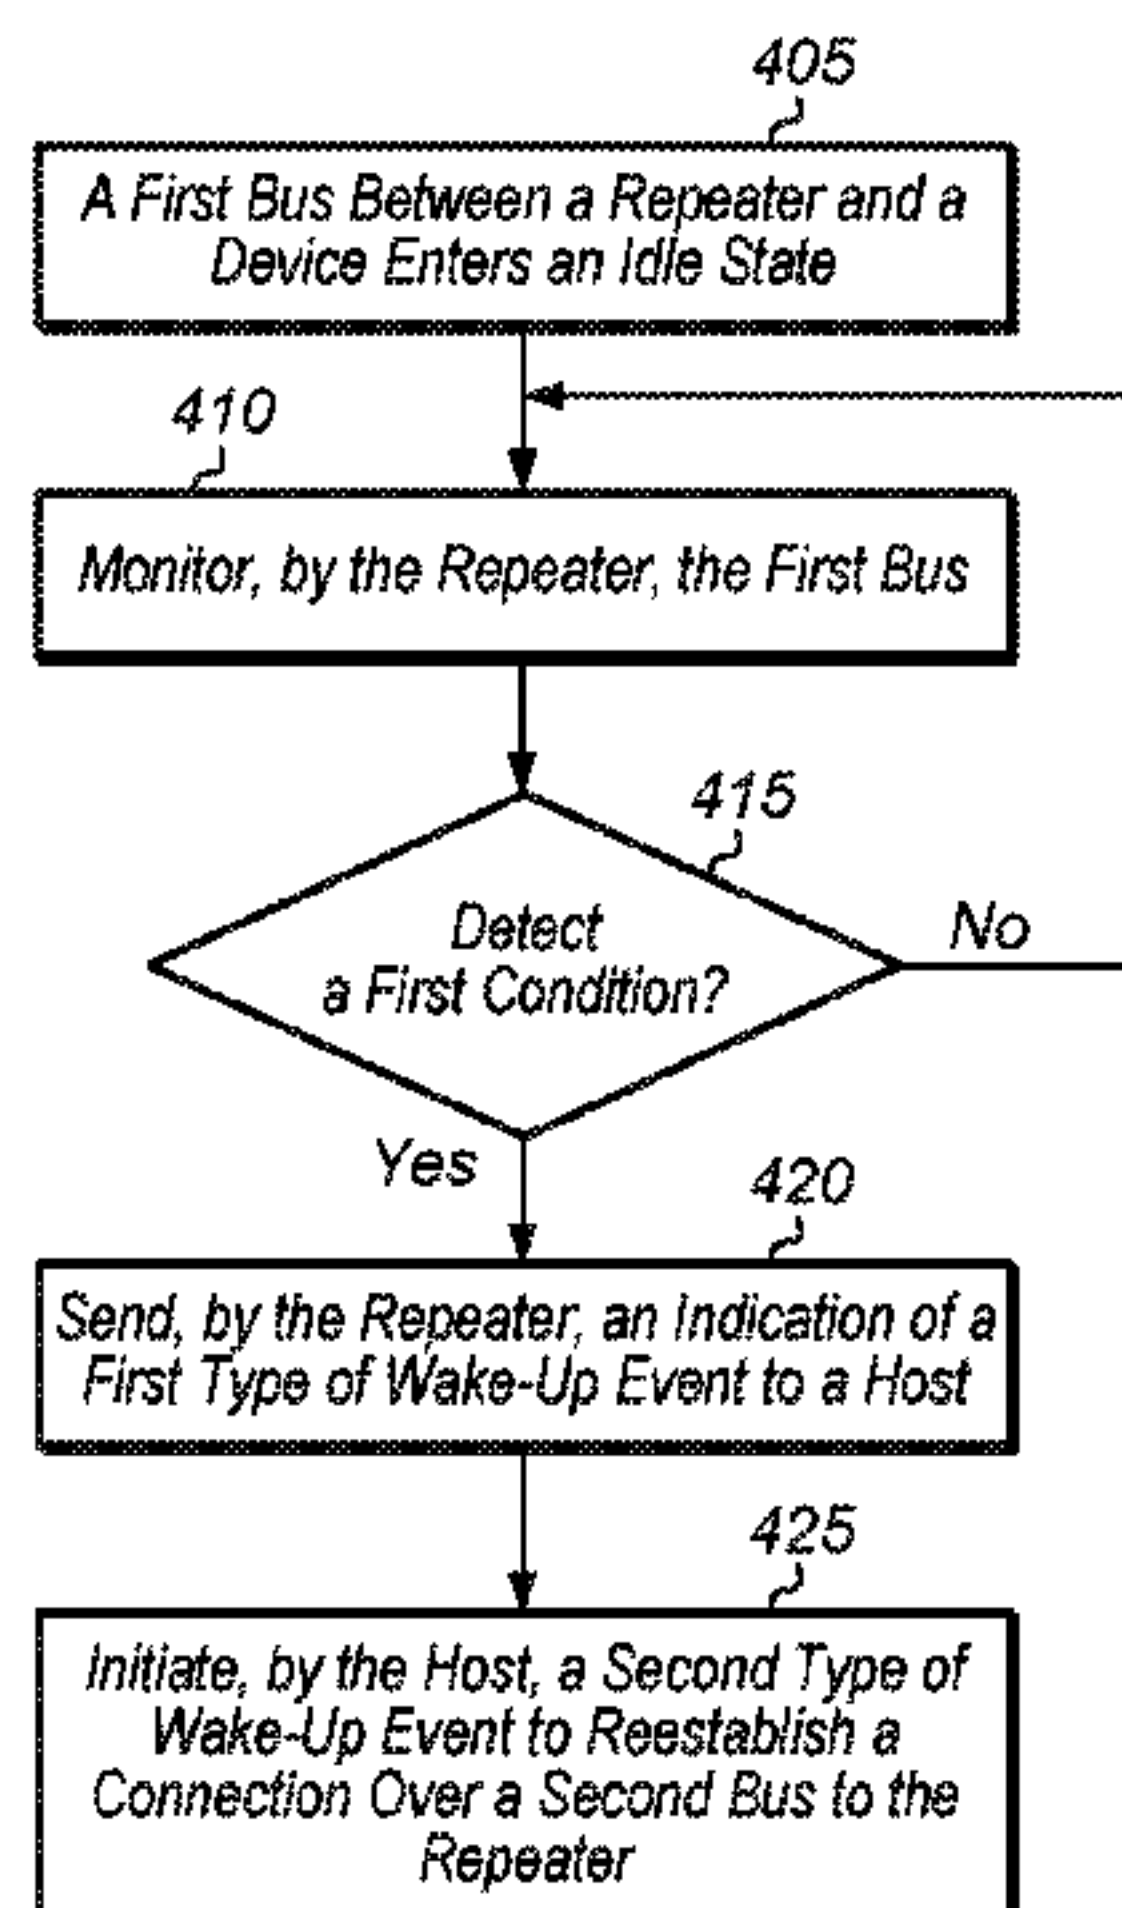 405
A First Bus Between a Repeater and a
Device Enters an Idle State
410
Monitor, by the Repeater, the First Bus
415
Detect
a First Condition?
No
Yes
420
Send, by the Repeater, an Indication of a
First Type of Wake-Up Event to a Host
425
Initiate, by the Host, a Second Type of
Wake-Up Event to Reestablish a
Connection Over a Second Bus to the
Repeater